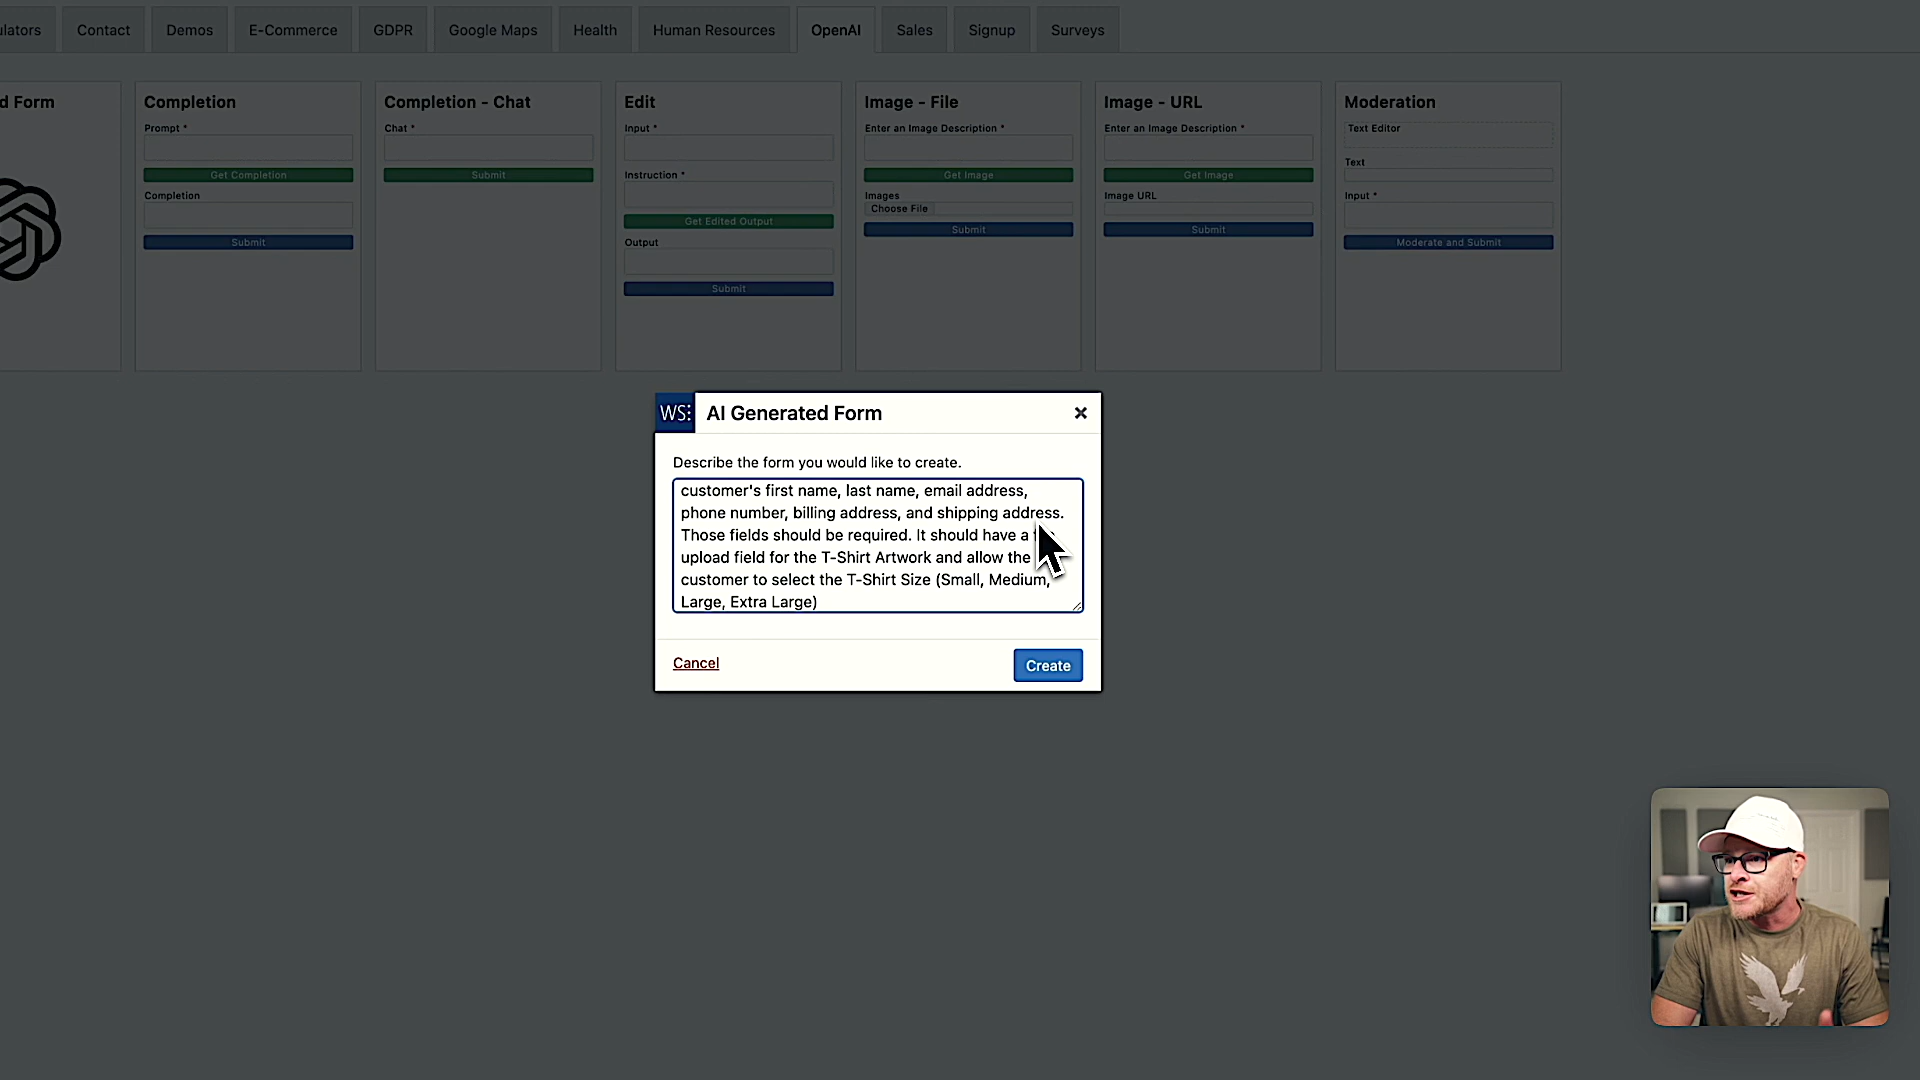 Contact
Demos
E-Commerce
GDPR
Google Maps
Health
Human Resources
OpenAI
Sales
Signup
Surveys
Form
Completion
Prompt *
Get Completion
Completion
Submit
Completion - Chat
Chat *
Submit
Edit
Input *
Instruction *
Get Edited Output
Output
Submit
Image - File
Enter an Image Description *
Get Image
Images
Choose File
Submit
Image - URL
Enter an Image Description *
Get Image
Image URL
Submit
Moderation
Text Editor
Text
Input *
Moderate and Submit
WS:
AI Generated Form
Describe the form you would like to create.
customer's first name, last name, email address,
phone number, billing address, and shipping address.
Those fields should be required. It should have a
upload field for the T-Shirt Artwork and allow the
customer to select the T-Shirt Size (Small, Medium,
Large, Extra Large)
Cancel
Create